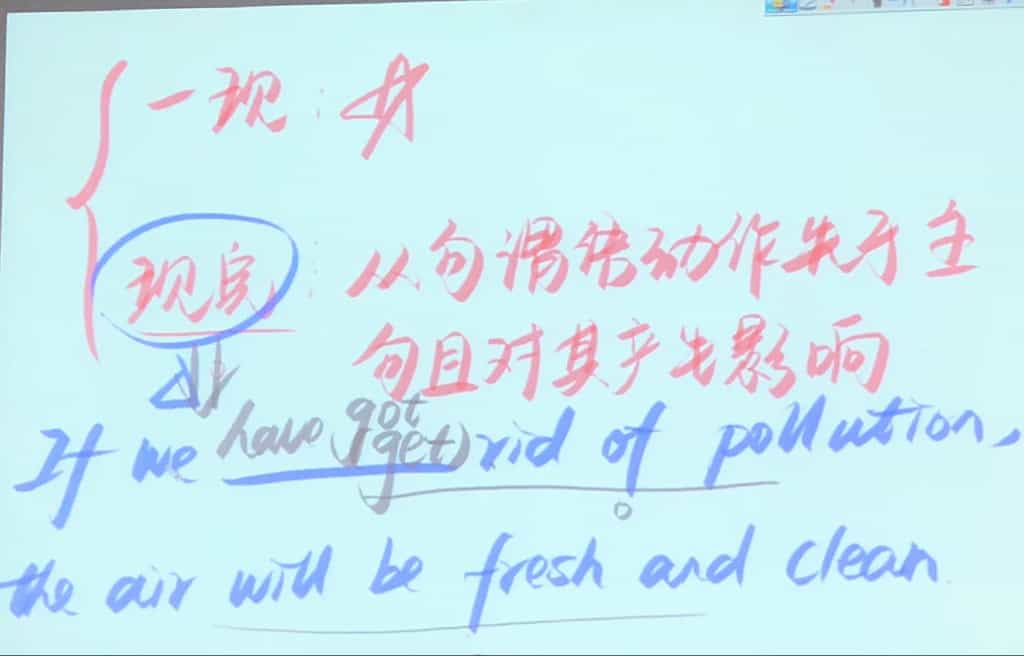 一现:
现完:从句谓语动作先于主
句且对其产生影响
If we have (got get) rid of pollution,
the air will be fresh and clean.